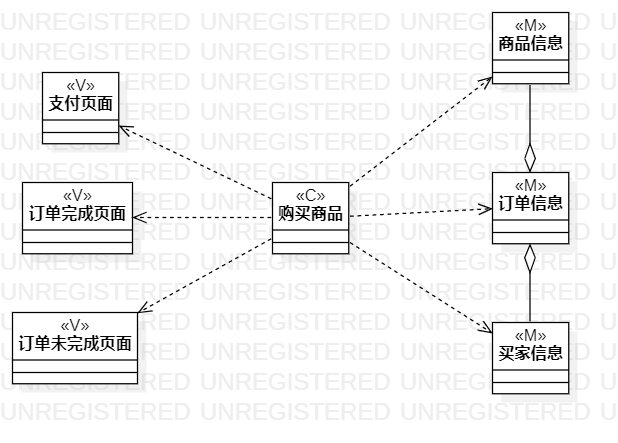 «M»
商品信息
«V»
支付页面
«V»
订单完成页面
«C»
购买商品
«M»
订单信息
«V»
订单未完成页面
«M»
买家信息
UNREGISTERED UNREGISTERED UNREGISTERED